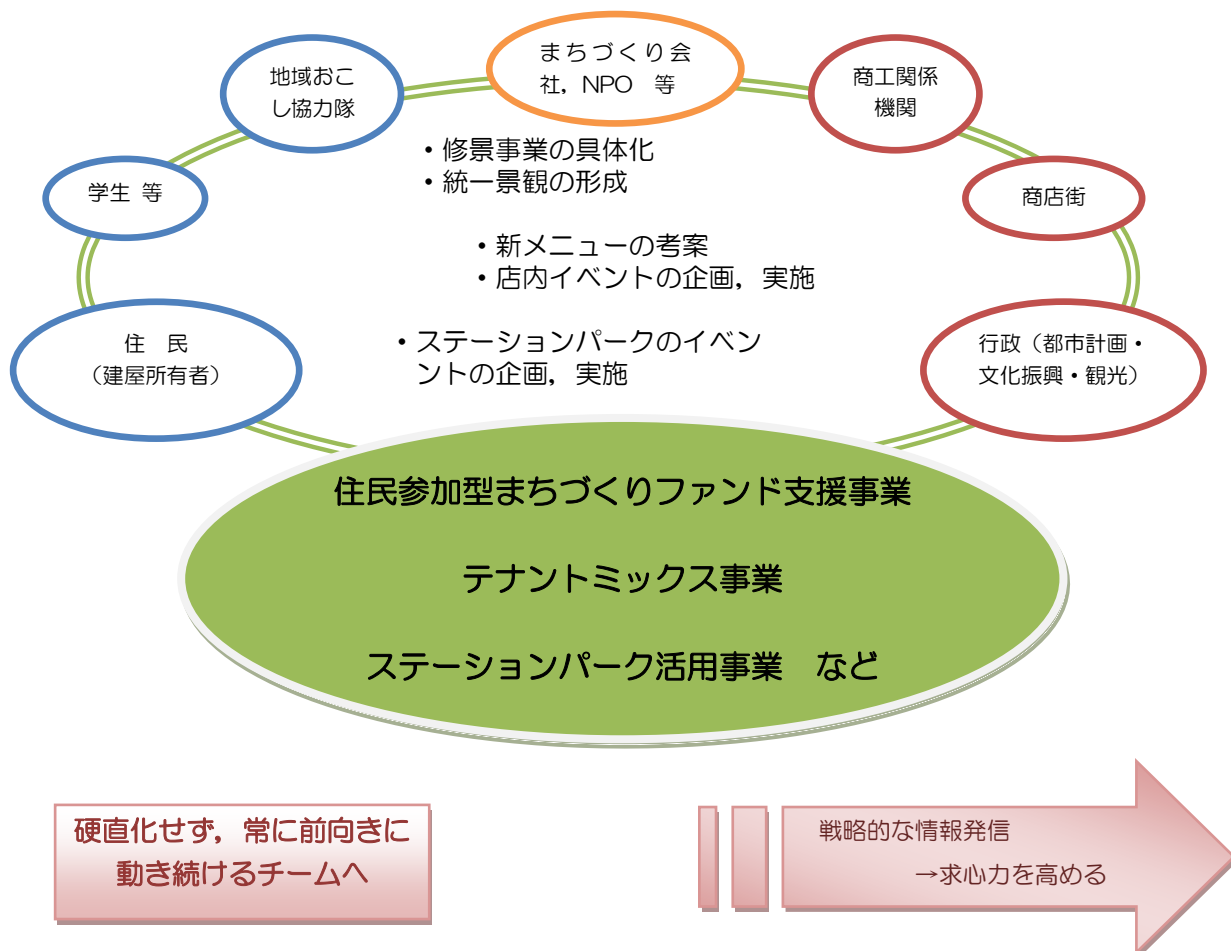 まちづくり会
社，NPO　等
地域おこ
し協力隊
商工関係
機関
学生 等
商店街
・修景事業の具体化
・統一景観の形成
・新メニューの考案
・店内イベントの企画，実施
・ステーションパークのイベン
ントの企画，実施
住　民
（建屋所有者）
行政（都市計画・
文化振興・観光）
住民参加型まちづくりファンド支援事業
テナントミックス事業
ステーションパーク活用事業　など
硬直化せず，常に前向きに
動き続けるチームへ
戦略的な情報発信
→求心力を高める